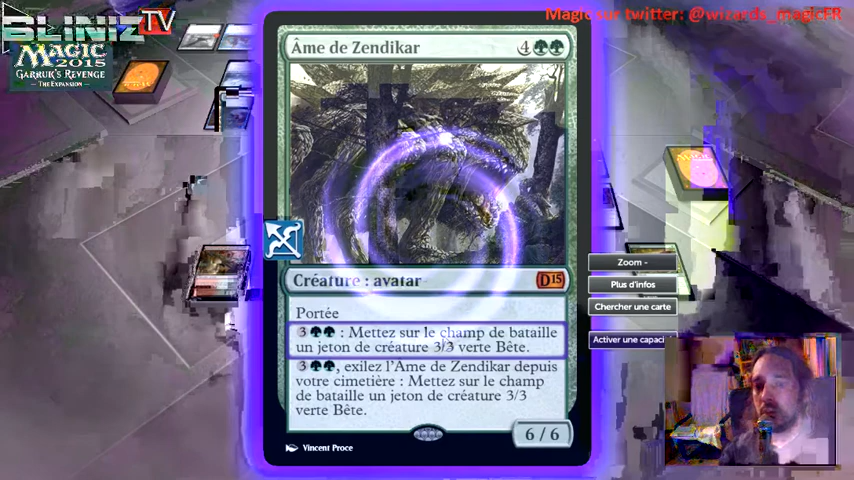 BLINIZTV
Magic sur twitter: @wizards_magicFR
MAGIC
2015
GARRUK'S REVENGE
- THE EXPANSION -
Âme de Zendikar
4
Créature : avatar
D15
Portée
3 : Mettez sur le champ de bataille
un jeton de créature 3/3 verte Bête.
3, exilez l'Âme de Zendikar depuis
votre cimetière : Mettez sur le champ
de bataille un jeton de créature 3/3
verte Bête.
6 / 6
Vincent Proce
Zoom -
Plus d'infos
Chercher une carte
Activer une capaci